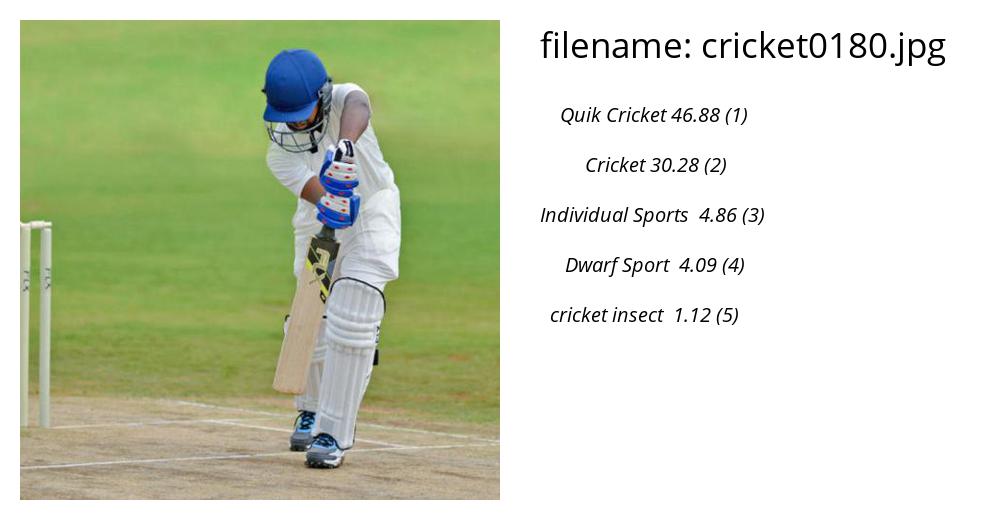 filename: cricket0180.jpg
Quik Cricket 46.88 (1)
Cricket 30.28 (2)
Individual Sports 4.86 (3)
Dwarf Sport 4.09 (4)
cricket insect 1.12 (5)